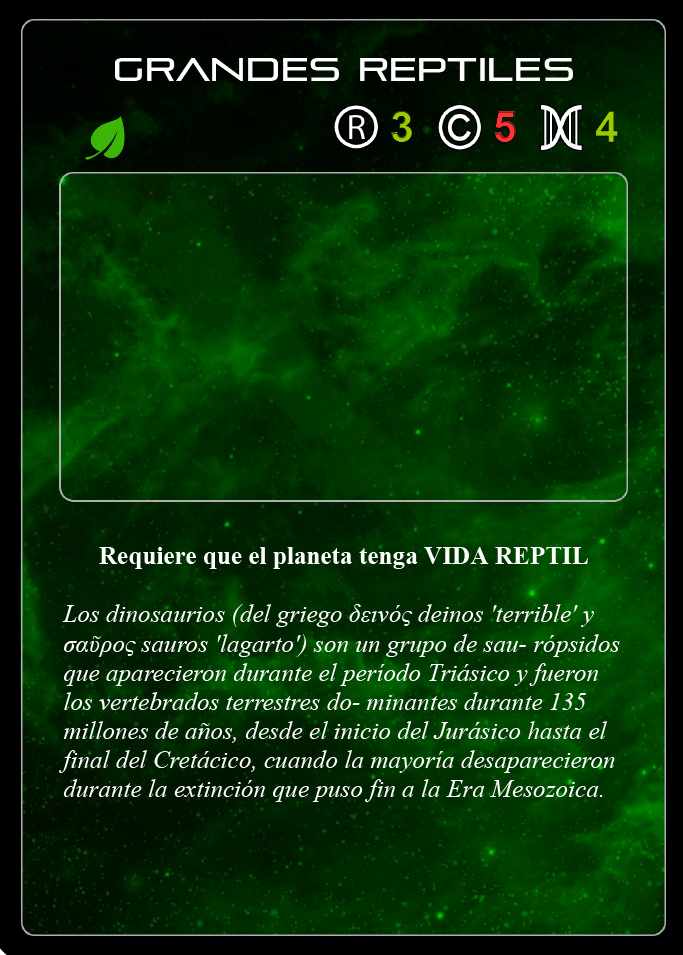 GRANDES REPTILES
® 3 © 5 4
Requiere que el planeta tenga VIDA REPTIL
Los dinosaurios (del griego δεινός deinos 'terrible' y
σαῦρος sauros 'lagarto') son un grupo de sau- rópsidos
que aparecieron durante el período Triásico y fueron
los vertebrados terrestres do- minantes durante 135
millones de años, desde el inicio del Jurásico hasta el
final del Cretácico, cuando la mayoría desaparecieron
durante la extinción que puso fin a la Era Mesozoica.